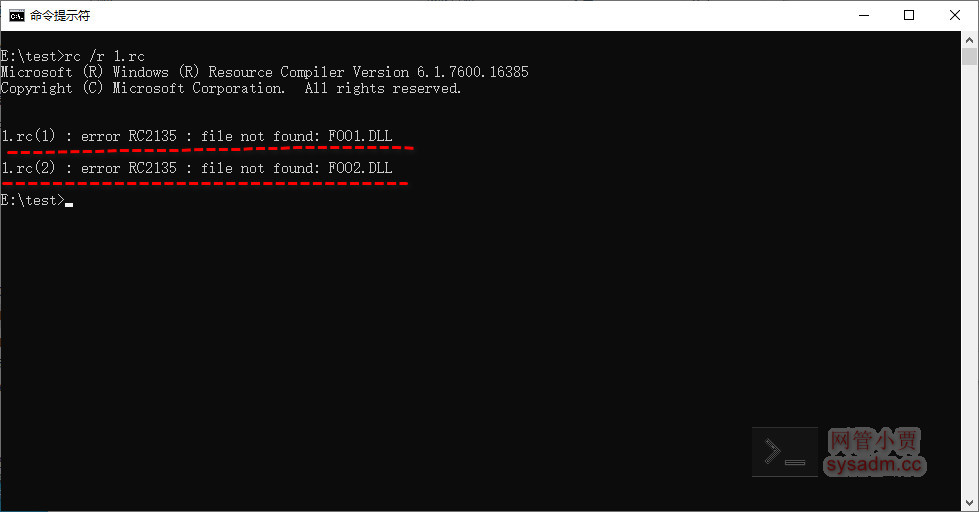 命令提示符
E:\test>rc /r 1.rc
Microsoft (R) Windows (R) Resource Compiler Version 6.1.7600.16385
Copyright (C) Microsoft Corporation.  All rights reserved.
1.rc(1) : error RC2135 : file not found: FOO1.DLL
1.rc(2) : error RC2135 : file not found: FOO2.DLL
E:\test>
网管小贾
sysadm.cc